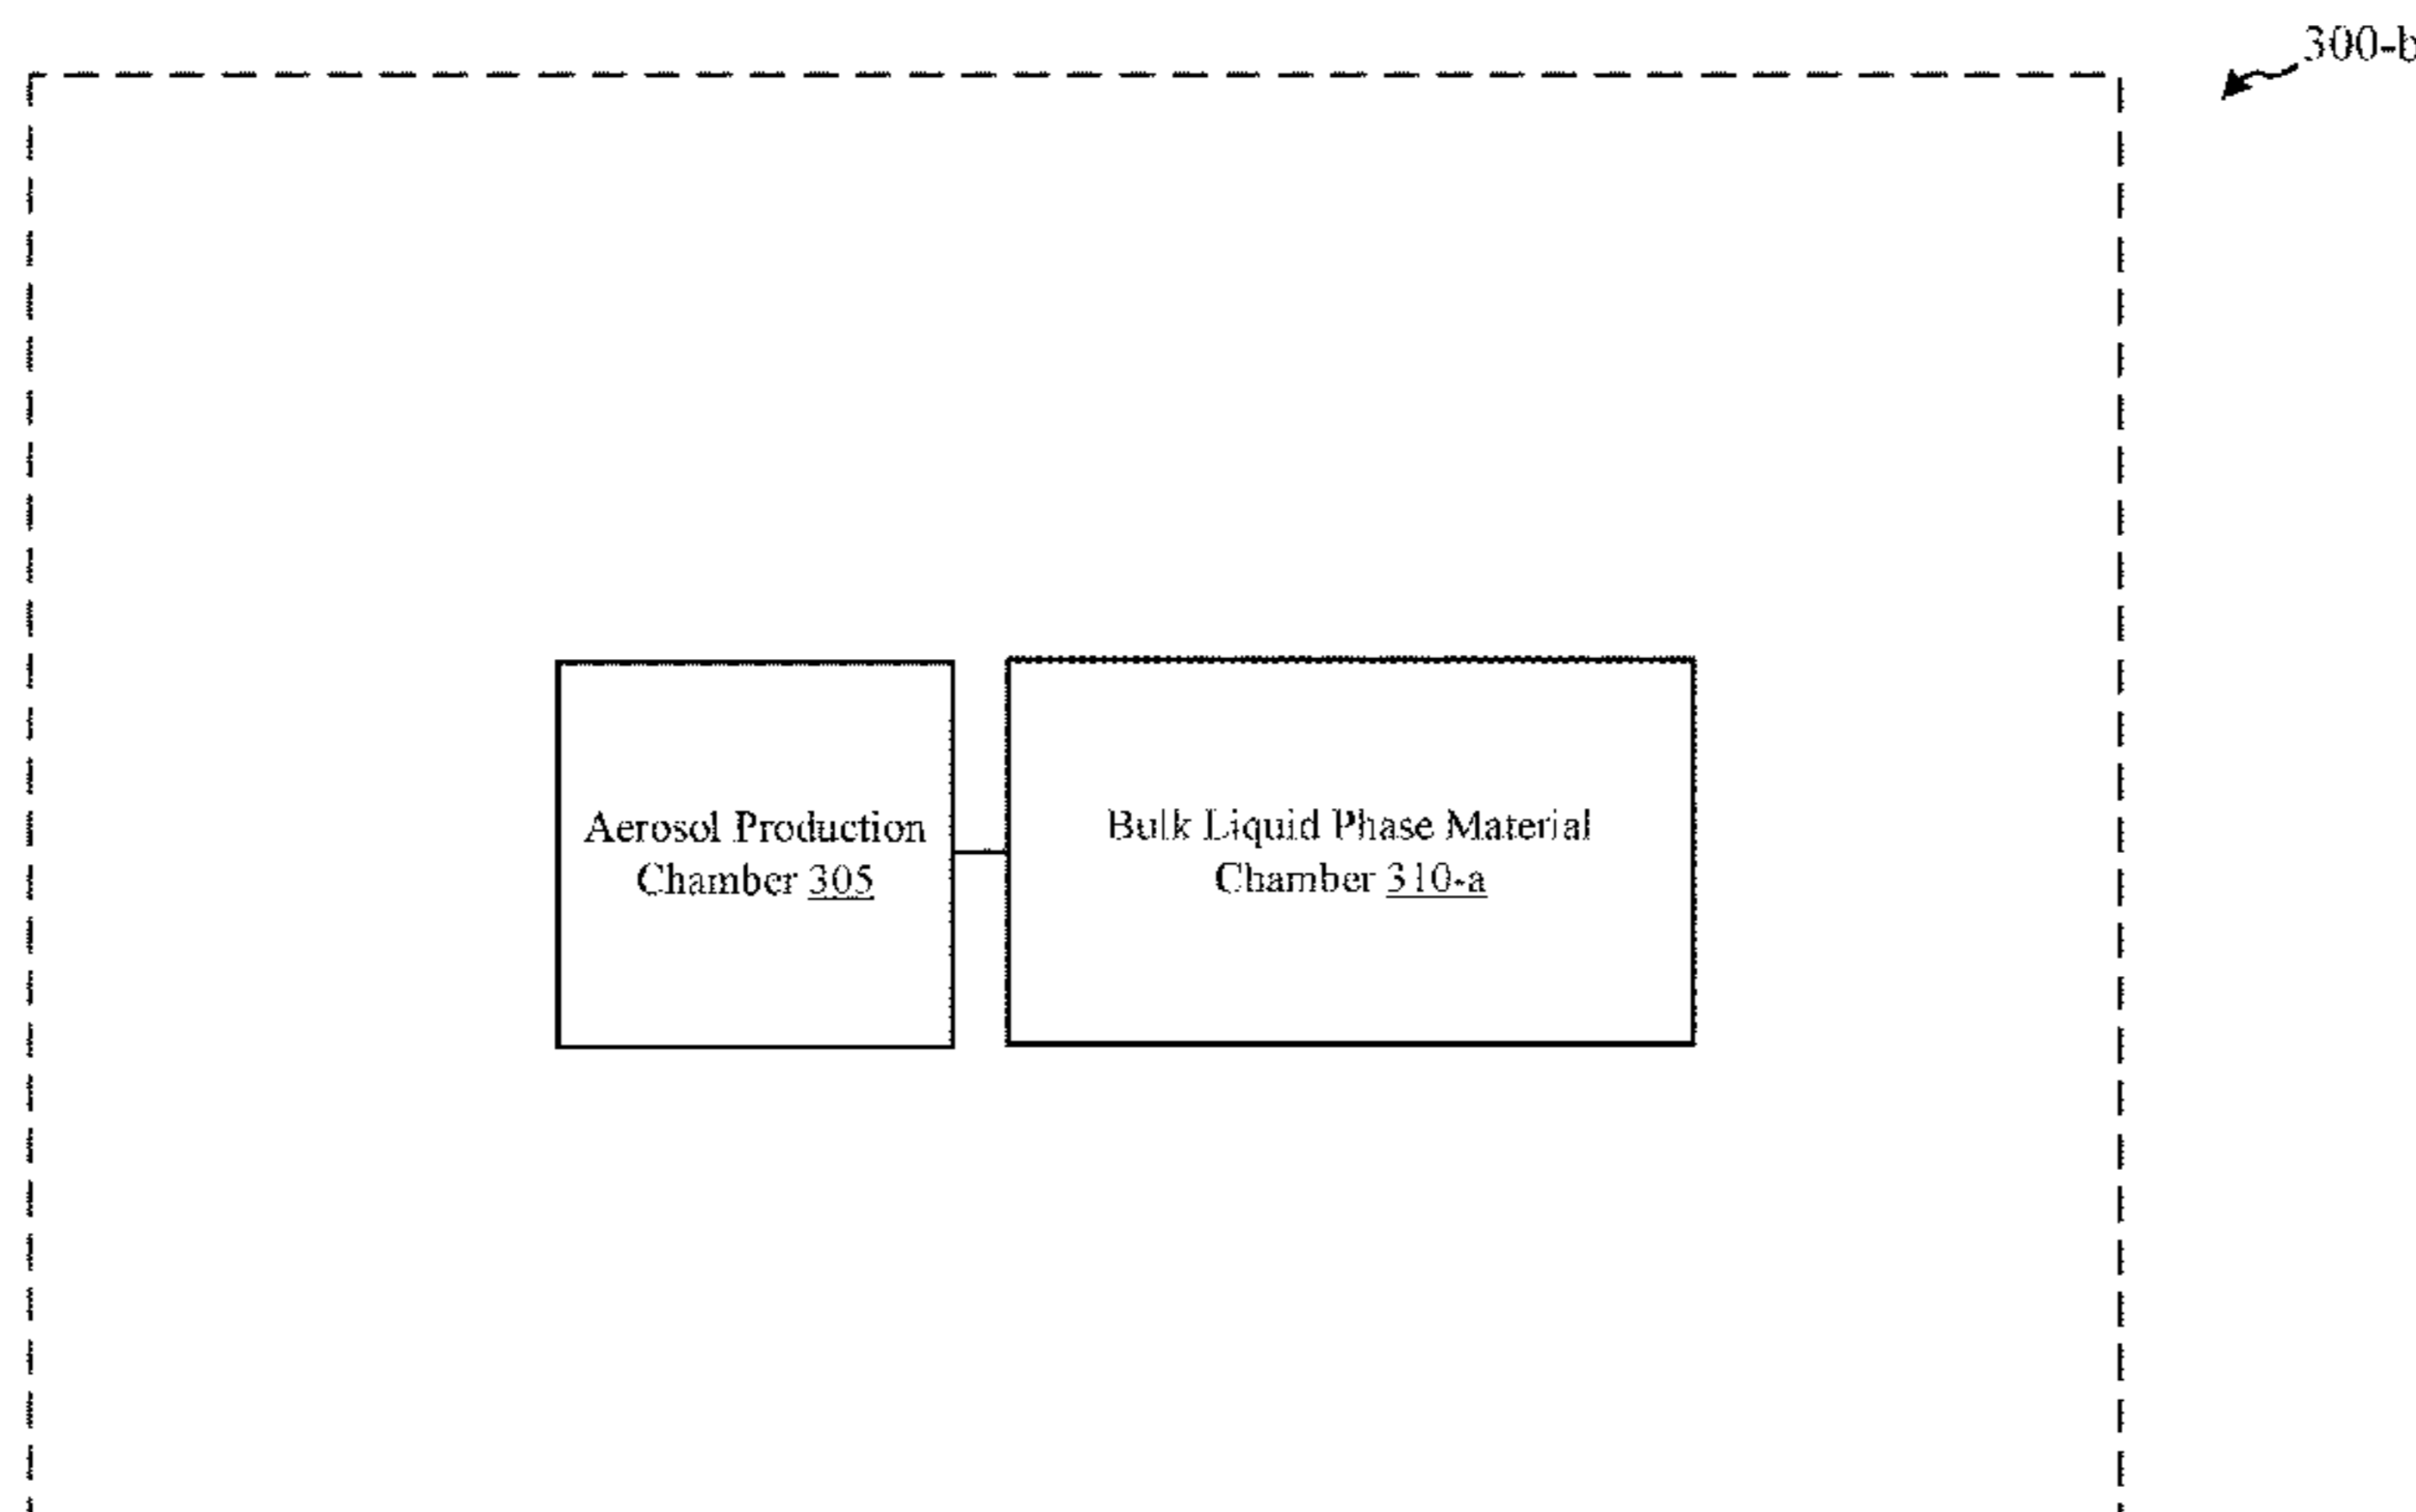 300-b
Aerosol Production
Chamber 305
Bulk Liquid Phase Material
Chamber 310-a